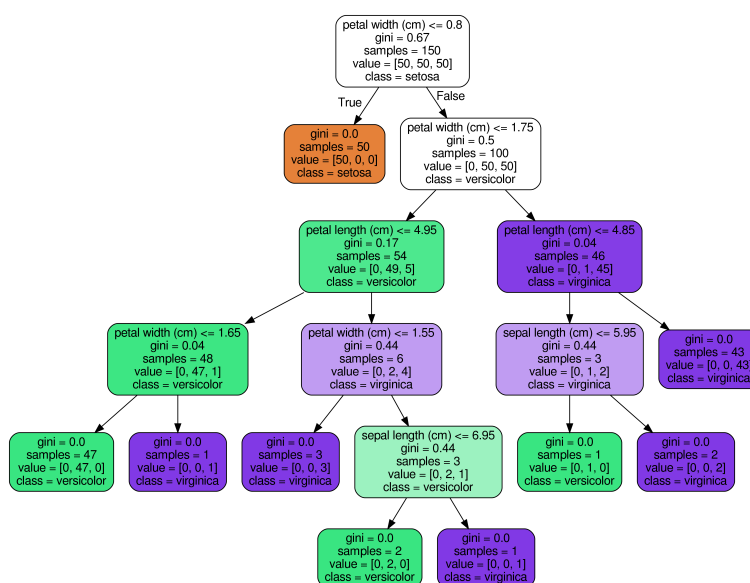 petal width (cm) <= 0.8
gini = 0.67
samples = 150
value = [50, 50, 50]
class = setosa
True
False
gini = 0.0
samples = 50
value = [50, 0, 0]
class = setosa
petal width (cm) <= 1.75
gini = 0.5
samples = 100
value = [0, 50, 50]
class = versicolor
petal length (cm) <= 4.95
gini = 0.17
samples = 54
value = [0, 49, 5]
class = versicolor
petal length (cm) <= 4.85
gini = 0.04
samples = 46
value = [0, 1, 45]
class = virginica
petal width (cm) <= 1.65
gini = 0.04
samples = 48
value = [0, 47, 1]
class = versicolor
petal width (cm) <= 1.55
gini = 0.44
samples = 6
value = [0, 2, 4]
class = virginica
sepal length (cm) <= 5.95
gini = 0.44
samples = 3
value = [0, 1, 2]
class = virginica
gini = 0.0
samples = 43
value = [0, 0, 43
class = virginica
gini = 0.0
samples = 47
value = [0, 47, 0]
class = versicolor
gini = 0.0
samples = 1
value = [0, 0, 1]
class = virginica
gini = 0.0
samples = 3
value = [0, 0, 3]
class = virginica
sepal length (cm) <= 6.95
gini = 0.44
samples = 3
value = [0, 2, 1]
class = versicolor
gini = 0.0
samples = 1
value = [0, 1, 0]
class = versicolor
gini = 0.0
samples = 2
value = [0, 0, 2]
class = virginica
gini = 0.0
samples = 2
value = [0, 2, 0]
class = versicolor
gini = 0.0
samples = 1
value = [0, 0, 1]
class = virginica